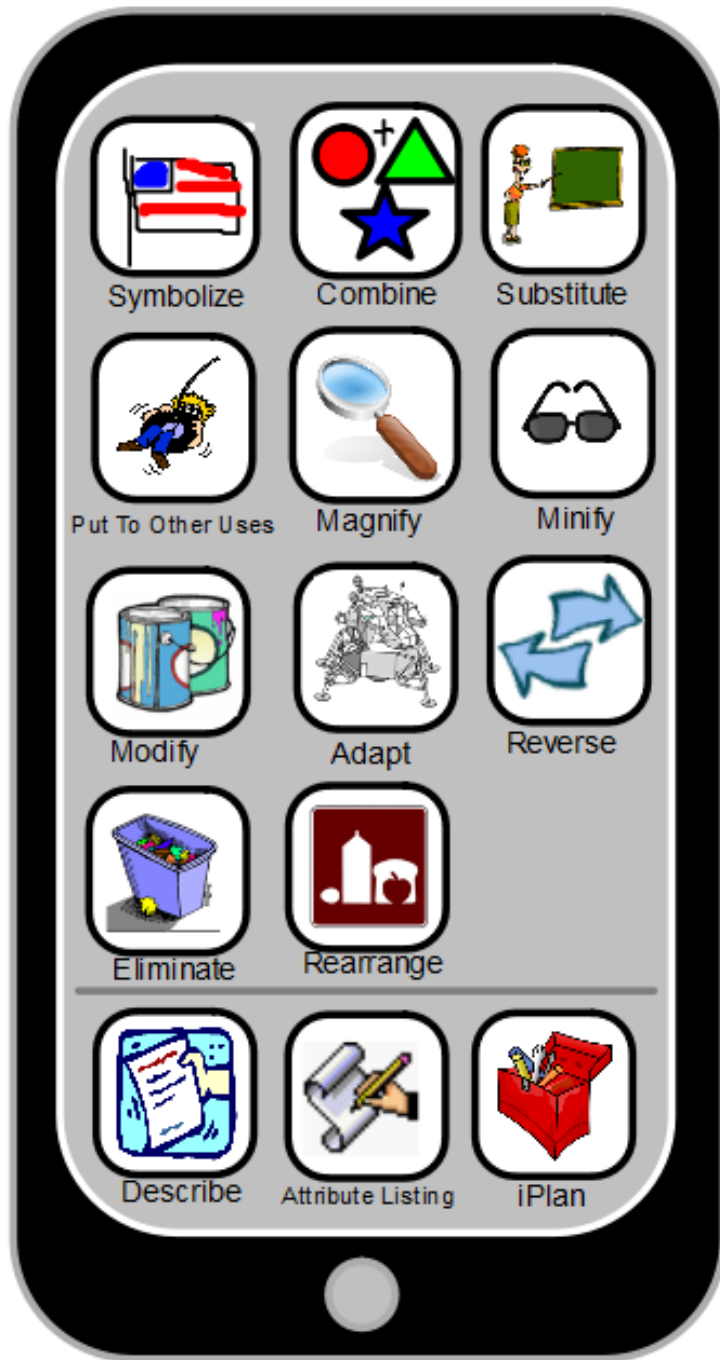 Symbolize
Combine
Substitute
Put To Other Uses
Magnify
Minify
Modify
Adapt
Reverse
Eliminate
Rearrange
Describe
Attribute Listing
iPlan